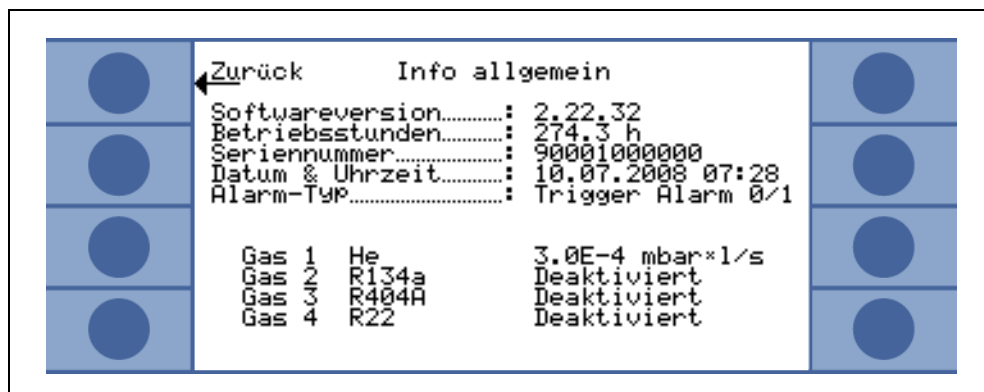 Zurück Info allgemein
Softwareversion...........: 2.22.32
Betriebsstunden..........: 274.3 h
Seriennummer...................: 90001000000
Datum & Uhrzeit...........: 10.07.2008 07:28
Alarm-Typ............................: Trigger Alarm 0/1
Gas 1 He 3.0E-4 mbar×l/s
Gas 2 R134a Deaktiviert
Gas 3 R404A Deaktiviert
Gas 4 R22 Deaktiviert